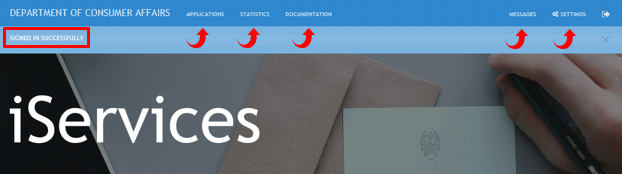 DEPARTMENT OF CONSUMER AFFAIRS APPLICATIONS STATISTICS DOCUMENTATION MESSAGES SETTINGS
SIGNED IN SUCCESSFULLY
iServices